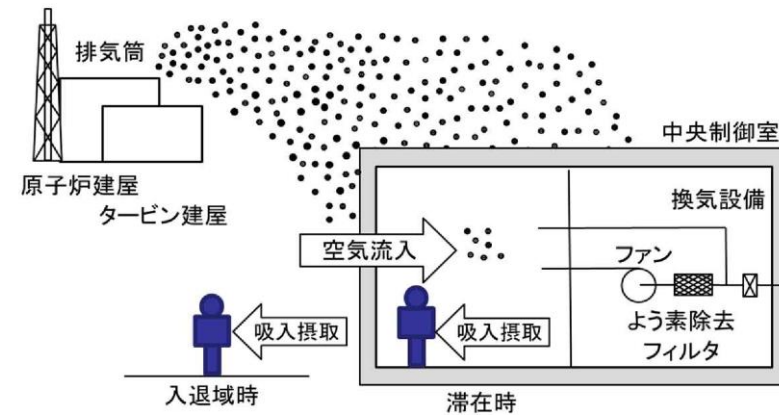 排気筒
原子炉建屋
タービン建屋
中央制御室
換気設備
空気流入
ファン
よう素除去
フィルタ
吸入摂取
吸入摂取
入退域時
滞在時